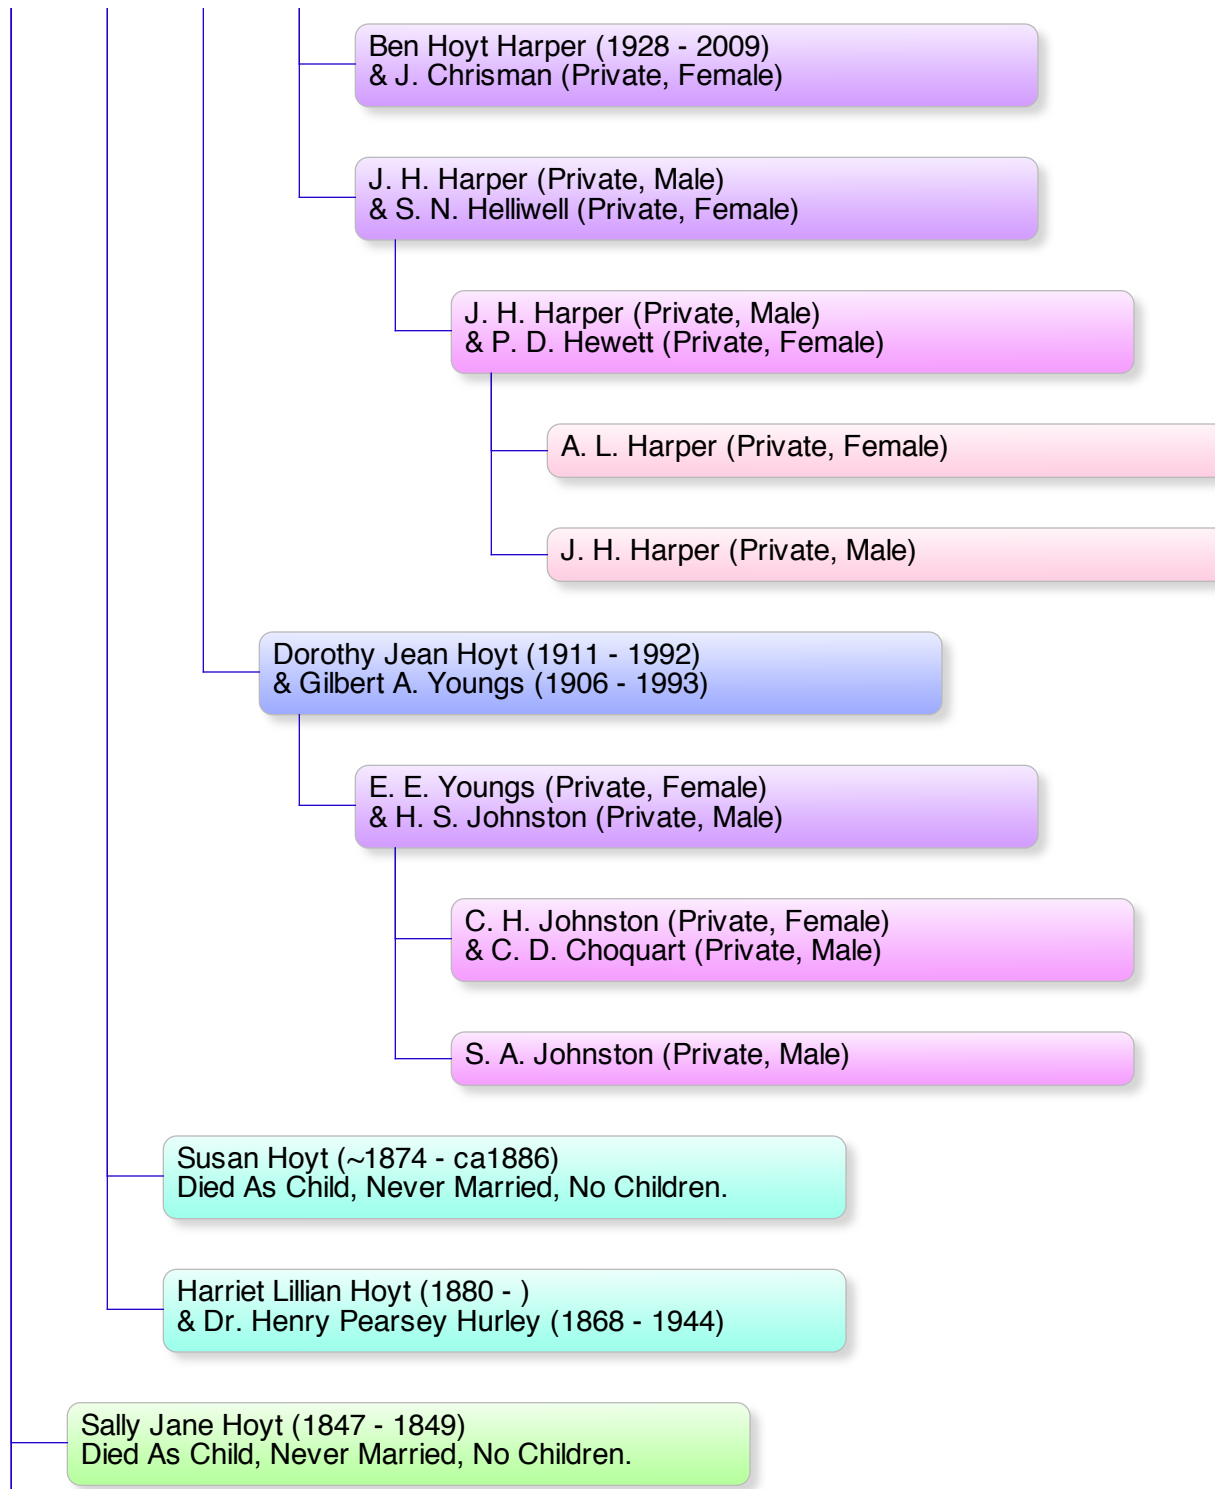 Ben Hoyt Harper (1928 - 2009)
& J. Chrisman (Private, Female)
J. H. Harper (Private, Male)
& S. N. Helliwell (Private, Female)
J. H. Harper (Private, Male)
& P. D. Hewett (Private, Female)
A. L. Harper (Private, Female)
J. H. Harper (Private, Male)
Dorothy Jean Hoyt (1911 - 1992)
& Gilbert A. Youngs (1906 - 1993)
E. E. Youngs (Private, Female)
& H. S. Johnston (Private, Male)
C. H. Johnston (Private, Female)
& C. D. Choquart (Private, Male)
S. A. Johnston (Private, Male)
Susan Hoyt (~1874 - ca1886)
Died As Child, Never Married, No Children.
Harriet Lillian Hoyt (1880 - )
& Dr. Henry Pearsey Hurley (1868 - 1944)
Sally Jane Hoyt (1847 - 1849)
Died As Child, Never Married, No Children.